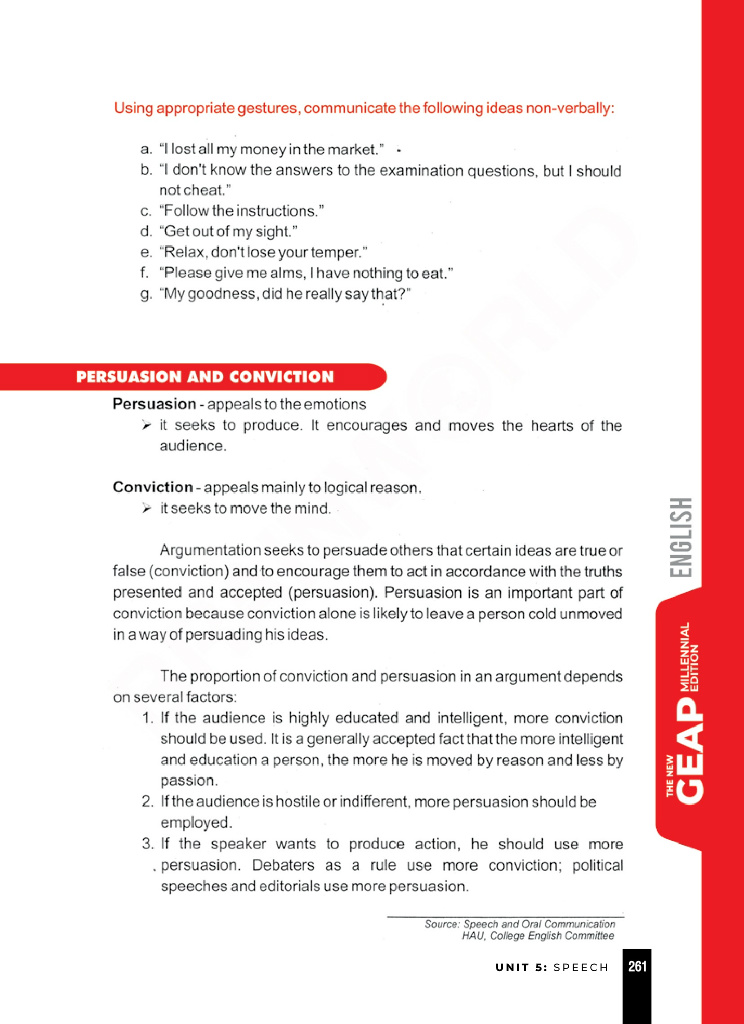 Using appropriate gestures, communicate the following ideas non-verbally:
a. "I lost all my money in the market."
b. "I don't know the answers to the examination questions, but I should
not cheat."
c. "Follow the instructions."
d. "Get out of my sight."
e. "Relax, don't lose your temper."
f. "Please give me alms, I have nothing to eat."
g. "My goodness, did he really say that?"
PERSUASION AND CONVICTION
Persuasion - appeals to the emotions
➢ it seeks to produce. It encourages and moves the hearts of the
audience.
Conviction - appeals mainly to logical reason.
➢ it seeks to move the mind.
Argumentation seeks to persuade others that certain ideas are true or
false (conviction) and to encourage them to act in accordance with the truths
presented and accepted (persuasion). Persuasion is an important part of
conviction because conviction alone is likely to leave a person cold unmoved
in a way of persuading his ideas.
The proportion of conviction and persuasion in an argument depends
on several factors:
1. If the audience is highly educated and intelligent, more conviction
should be used. It is a generally accepted fact that the more intelligent
and education a person, the more he is moved by reason and less by
passion.
2. If the audience is hostile or indifferent, more persuasion should be
employed.
3. If the speaker wants to produce action, he should use more
persuasion. Debaters as a rule use more conviction; political
speeches and editorials use more persuasion.
Source: Speech and Oral Communication
HAU, College English Committee
UNIT 5: SPEECH 261
ENGLISH
THE NEW
GEAP
MILLENNIAL
EDITION